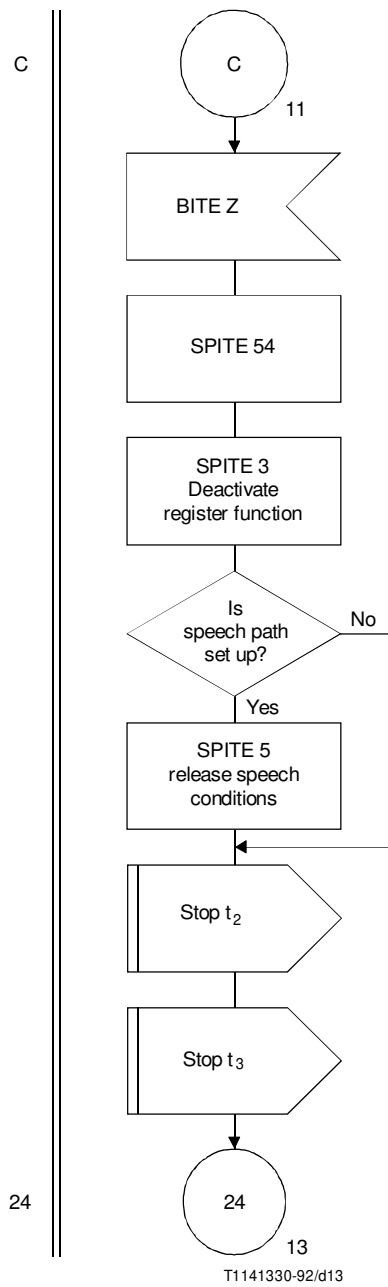 C
C
11
BITE Z
SPITE 54
SPITE 3
Deactivate
register function
Is
speech path
set up?
No
Yes
SPITE 5
release speech
conditions
Stop t2
Stop t3
24
24
13
T1141330-92/d13